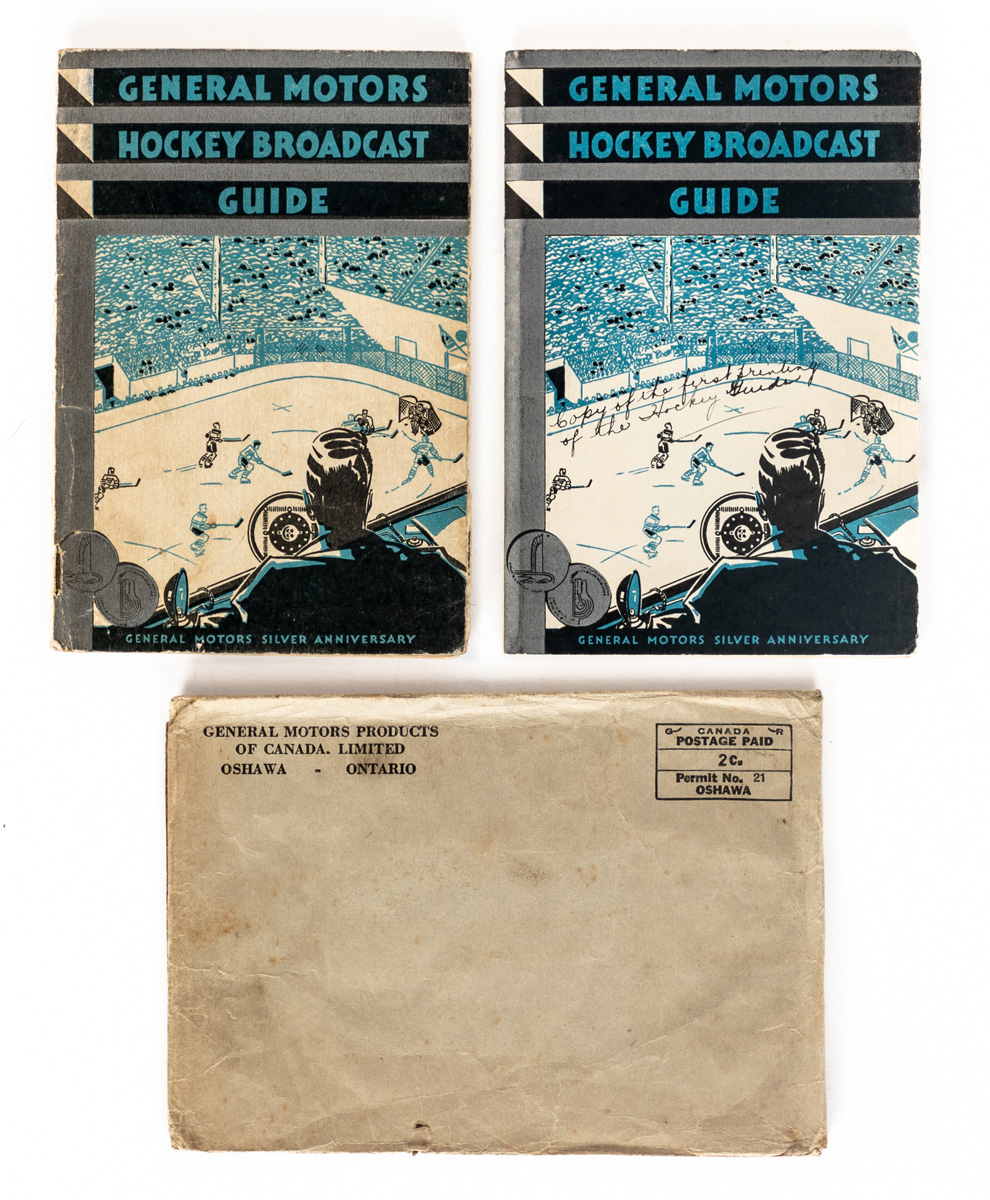 GENERAL MOTORS
HOCKEY BROADCAST
GUIDE
GENERAL MOTORS SILVER ANNIVERSARY
'34
GENERAL MOTORS
HOCKEY BROADCAST
GUIDE
Copy of the first printing
of the Hockey Guide
GENERAL MOTORS SILVER ANNIVERSARY
GENERAL MOTORS PRODUCTS
OF CANADA. LIMITED
OSHAWA - ONTARIO
G CANADA R
POSTAGE PAID
2c.
Permit No. 21
OSHAWA